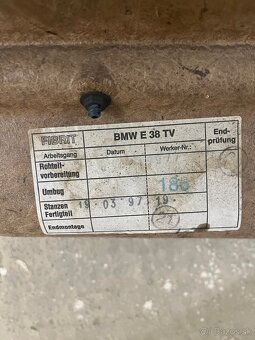 FIBRIT BMW E 38 TV End-
Arbeitsgang Datum Werker-Nr.: prüfung
Rohteil-
vorbereitung
Umbug 186
Stanzen 19 03 97 19
Fertigteil
Endmontage